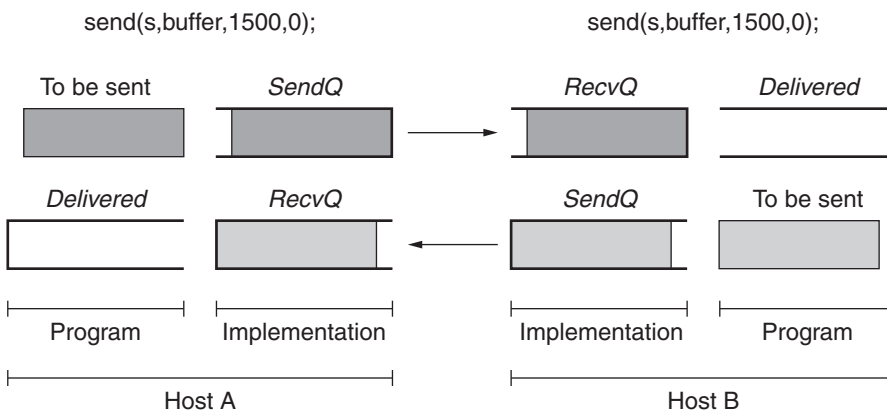 send(s,buffer,1500,0); send(s,buffer,1500,0);
To be sent SendQ RecvQ Delivered
Delivered RecvQ SendQ To be sent
Program Implementation Implementation Program
Host A Host B